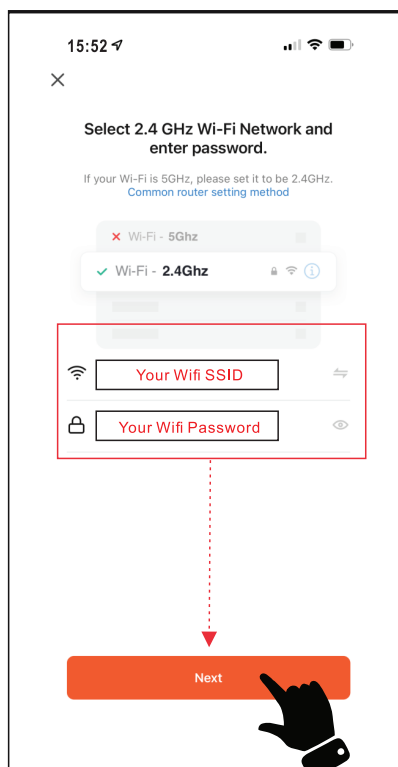 15:52
Select 2.4 GHz Wi-Fi Network and
enter password.
If your Wi-Fi is 5GHz, please set it to be 2.4GHz.
Common router setting method
Wi-Fi - 5Ghz
Wi-Fi - 2.4Ghz
Your Wifi SSID
Your Wifi Password
Next